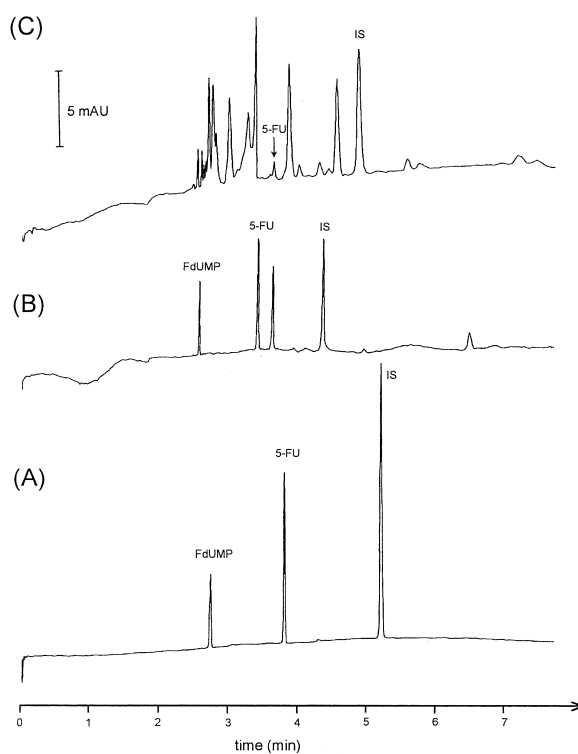 (C)
IS
5 mAU
5-FU
5-FU
IS
FdUMP
(B)
IS
5-FU
(A)
FdUMP
0 1 2 3 4 5 6 7
time (min)